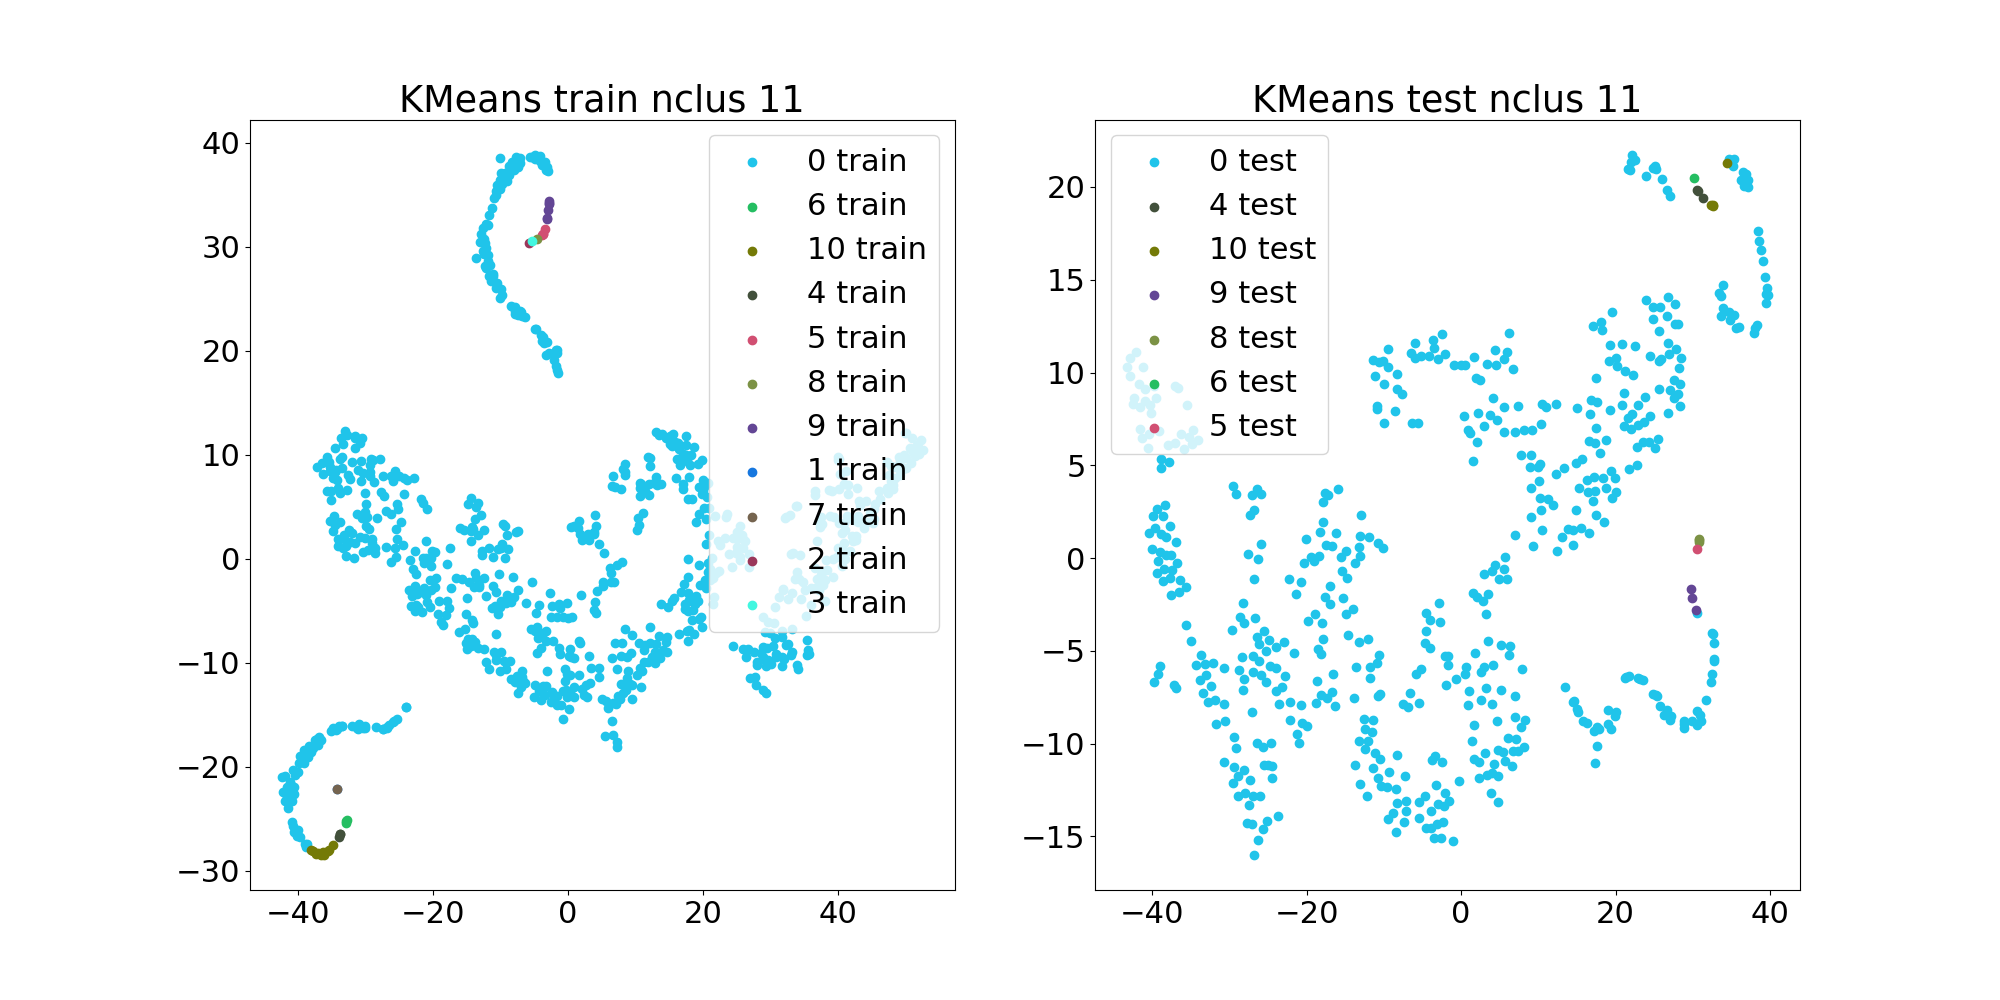 KMeans train nclus 11
40
30
20
10
0
−10
−20
−30
−40
−20
0
20
40
0 train
6 train
10 train
4 train
5 train
8 train
9 train
1 train
7 train
2 train
3 train
KMeans test nclus 11
20
15
10
5
0
−5
−10
−15
−40
−20
0
20
40
0 test
4 test
10 test
9 test
8 test
6 test
5 test